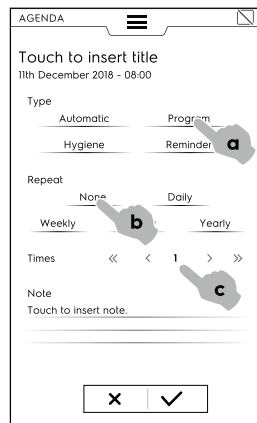 AGENDA
Touch to insert title
11th December 2018 - 08:00
Type
Automatic Program
Hygiene Reminder
a
Repeat
None Daily
b
Weekly Yearly
Times « < 1 > »
c
Note
Touch to insert note.